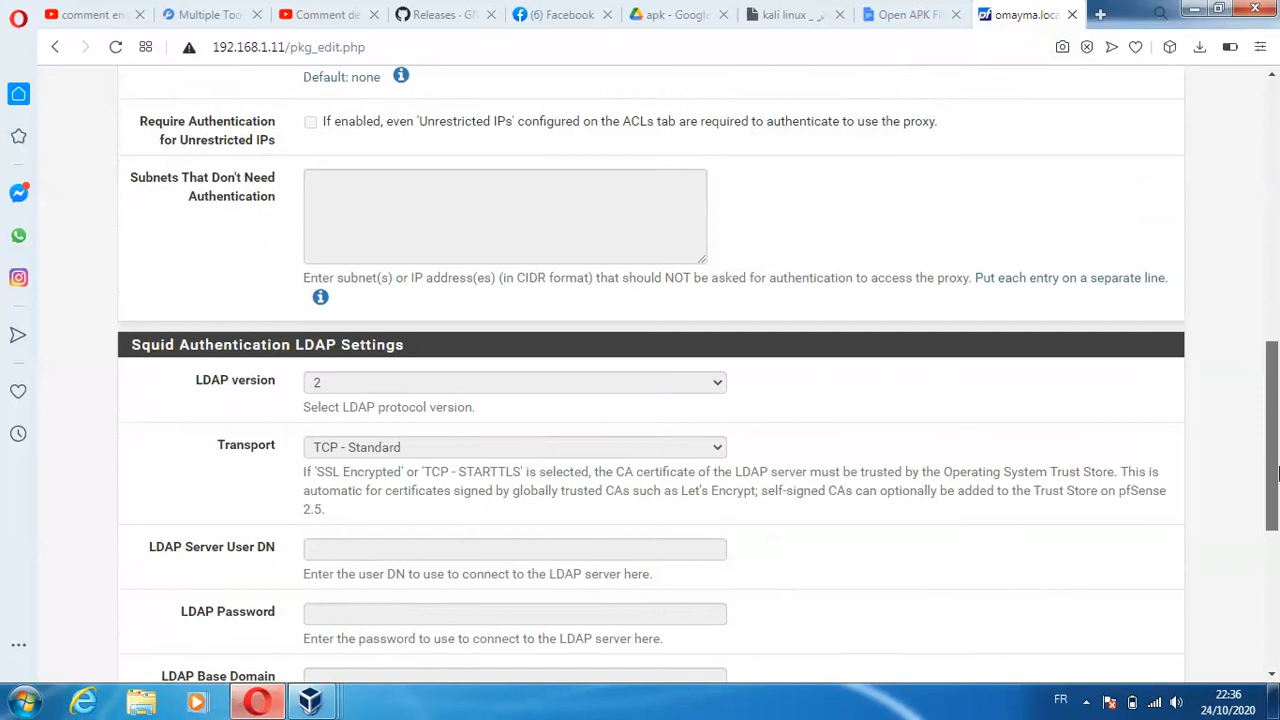 comment en
Multiple Too
Comment de
Releases · GN
(6) Facebook
apk - Google
kali linux _
Open APK Fi
omayma.loca
192.168.1.11/pkg_edit.php
Default: none
Require Authentication for Unrestricted IPs
If enabled, even 'Unrestricted IPs' configured on the ACLs tab are required to authenticate to use the proxy.
Subnets That Don't Need Authentication
Enter subnet(s) or IP address(es) (in CIDR format) that should NOT be asked for authentication to access the proxy. Put each entry on a separate line.
Squid Authentication LDAP Settings
LDAP version
2
Select LDAP protocol version.
Transport
TCP - Standard
If 'SSL Encrypted' or 'TCP - STARTTLS' is selected, the CA certificate of the LDAP server must be trusted by the Operating System Trust Store. This is
automatic for certificates signed by globally trusted CAs such as Let's Encrypt; self-signed CAs can optionally be added to the Trust Store on pfSense
2.5.
LDAP Server User DN
Enter the user DN to use to connect to the LDAP server here.
LDAP Password
Enter the password to use to connect to the LDAP server here.
LDAP Base Domain
FR
22:36
24/10/2020